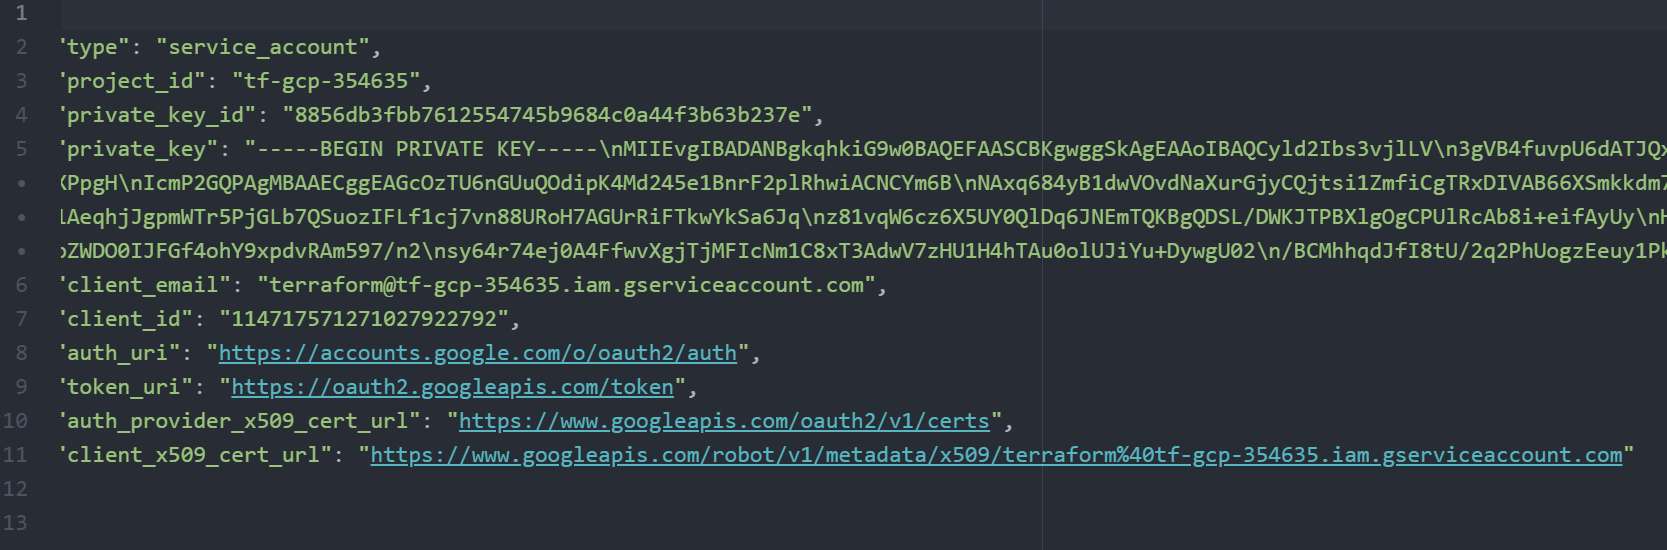 1
2 "type": "service_account",
3 "project_id": "tf-gcp-354635",
4 "private_key_id": "8856db3fbb7612554745b9684c0a44f3b63b237e",
5 "private_key": "-----BEGIN PRIVATE KEY-----\nMIIEvgIBADANBgkqhkiG9w0BAQEFAASCBKgwggSkAgEAAoIBAQCyld2Ibs3vjlLV\n3gVB4fuvpU6dATJQx
XPpgH\nIcmP2GQPAgMBAAECggEAGcOzTU6nGUuQOdipK4Md245e1BnrF2plRhwiACNCYm6B\nNAxq684yB1dwVOvdNaXurGjyCQjtsi1ZmfiCgTRxDIVAB66XSmkkdm7
lAeqhjJgpmWTr5PjGLb7QSuozIFLf1cj7vn88URoH7AGUrRiFTkwYkSa6Jq\nz81vqW6cz6X5UY0QlDq6JNEmTQKBgQDSL/DWKJTPBXlgOgCPUlRcAb8i+eifAyUy\nH
oZWDO0IJFGf4ohY9xpdvRAm597/n2\nsy64r74ej0A4FfwvXgjTjMFIcNm1C8xT3AdwV7zHU1H4hTAu0olUJiYu+DywgU02\n/BCMhhqdJfI8tU/2q2PhUogzEeuy1Pk
6 "client_email": "terraform@tf-gcp-354635.iam.gserviceaccount.com",
7 "client_id": "114717571271027922792",
8 "auth_uri": "https://accounts.google.com/o/oauth2/auth",
9 "token_uri": "https://oauth2.googleapis.com/token",
10 "auth_provider_x509_cert_url": "https://www.googleapis.com/oauth2/v1/certs",
11 "client_x509_cert_url": "https://www.googleapis.com/robot/v1/metadata/x509/terraform%40tf-gcp-354635.iam.gserviceaccount.com"
12
13